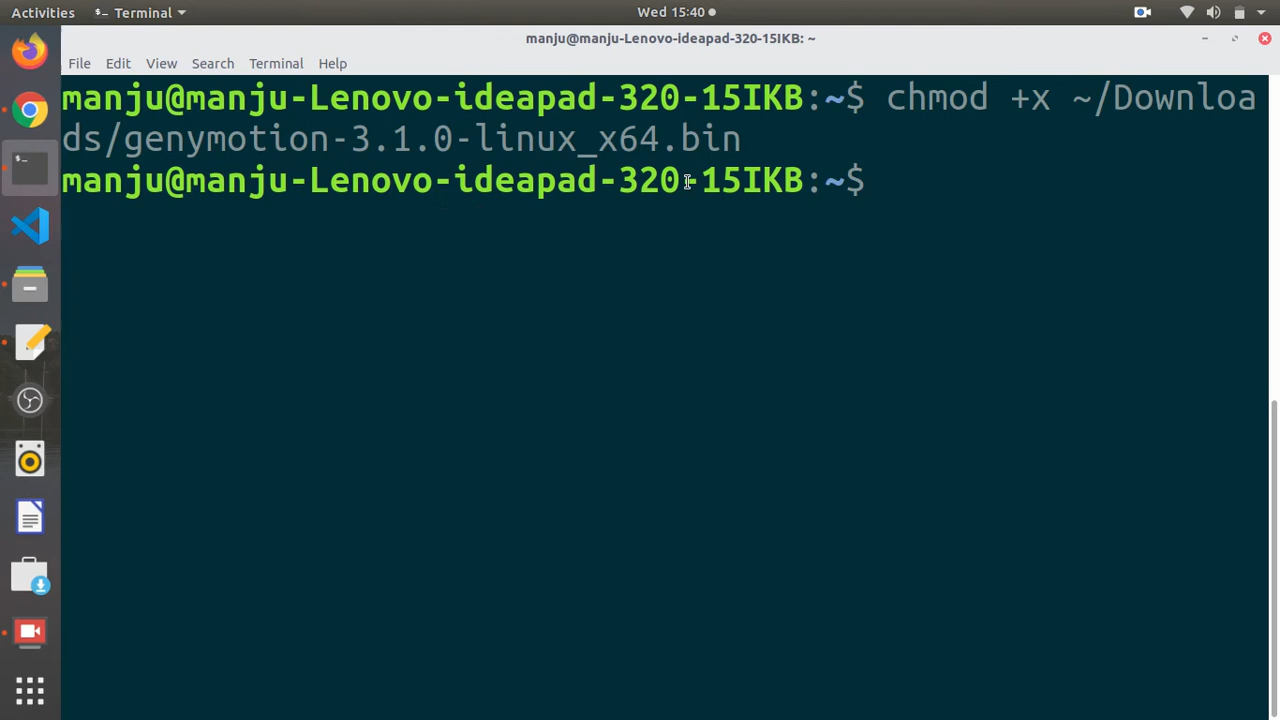 Activities Terminal Wed 15:40
manju@manju-Lenovo-ideapad-320-15IKB: ~
File Edit View Search Terminal Help
manju@manju-Lenovo-ideapad-320-15IKB:~$ chmod +x ~/Downloa
ds/genymotion-3.1.0-linux_x64.bin
manju@manju-Lenovo-ideapad-320-15IKB:~$